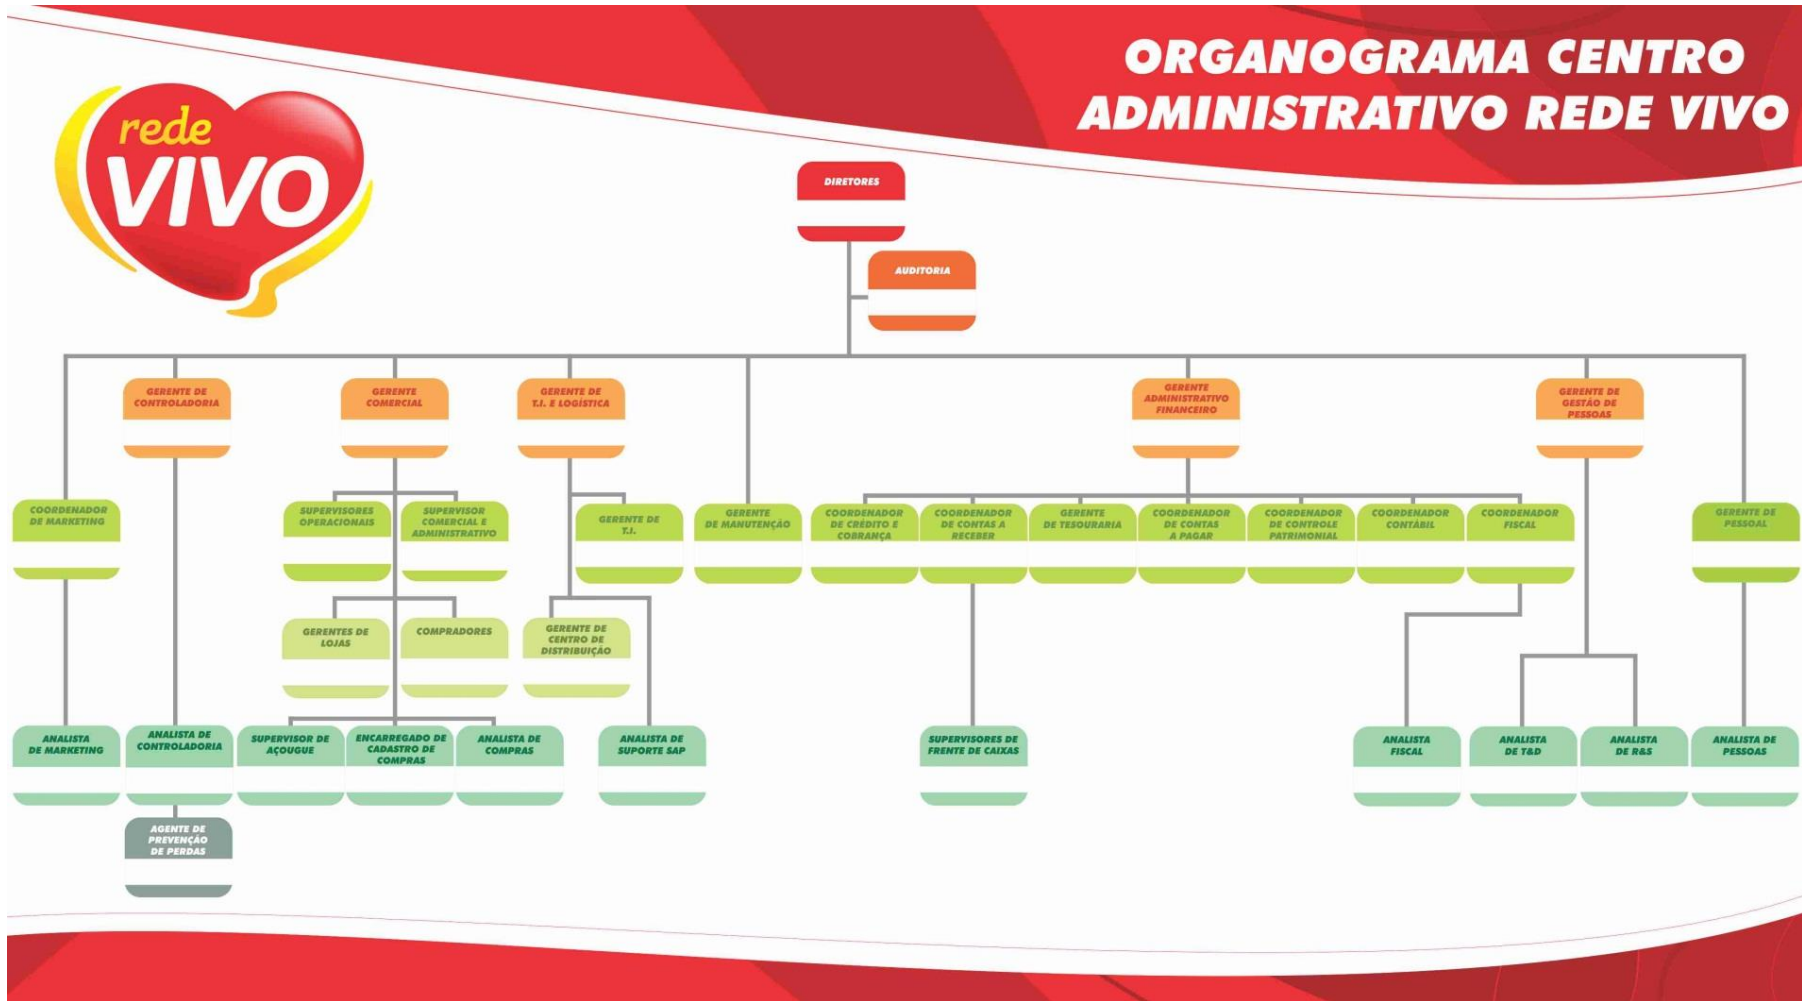 ORGANOGRAMA CENTRO
ADMINISTRATIVO REDE VIVO
rede
VIVO
DIRETORES
AUDITORIA
GERENTE DE
CONTROLADORIA
GERENTE
COMERCIAL
GERENTE DE
T.I. E LOGÍSTICA
GERENTE
ADMINISTRATIVO
FINANCEIRO
GERENTE DE
GESTÃO DE
PESSOAS
COORDENADOR
DE MARKETING
SUPERVISORES
OPERACIONAIS
SUPERVISOR
COMERCIAL E
ADMINISTRATIVO
GERENTE DE
T.I.
GERENTE
DE MANUTENÇÃO
COORDENADOR
DE CRÉDITO E
COBRANÇA
COORDENADOR
DE CONTAS A
RECEBER
GERENTE
DE TESOURARIA
COORDENADOR
DE CONTAS
A PAGAR
COORDENADOR
DE CONTROLE
PATRIMONIAL
COORDENADOR
CONTÁBIL
COORDENADOR
FISCAL
GERENTE DE
PESSOAL
GERENTES DE
LOJAS
COMPRADORES
GERENTE DE
CENTRO DE
DISTRIBUIÇÃO
ANALISTA
DE MARKETING
ANALISTA DE
CONTROLADORIA
SUPERVISOR DE
AÇOUGUE
ENCARREGADO DE
CADASTRO DE
COMPRAS
ANALISTA DE
COMPRAS
ANALISTA DE
SUPORTE SAP
SUPERVISORES DE
FRENTE DE CAIXAS
ANALISTA
FISCAL
ANALISTA
DE T&D
ANALISTA
DE R&S
ANALISTA DE
PESSOAS
AGENTE DE
PREVENÇÃO
DE PERDAS